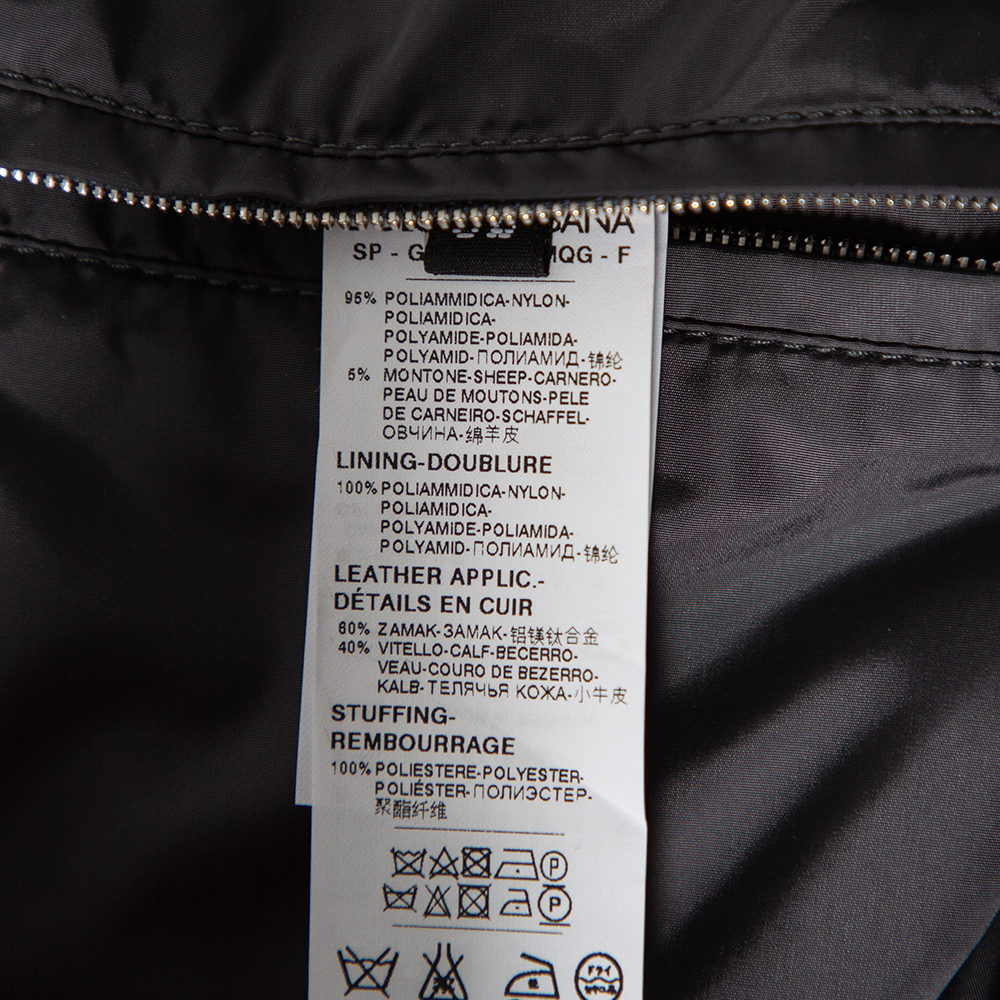 SP - G MQG - F
95% POLIAMMIDICA-NYLON-
POLIAMIDICA-
POLYAMIDE-POLIAMIDA-
POLYAMID-ПОЛИАМИД-锦纶
5% MONTONE-SHEEP-CARNERO-
PEAU DE MOUTONS-PELE
DE CARNEIRO-SCHAFFEL-
ОВЧИНА-绵羊皮
LINING-DOUBLURE
100% POLIAMMIDICA-NYLON-
POLIAMIDICA-
POLYAMIDE-POLIAMIDA-
POLYAMID-ПОЛИАМИД-锦纶
LEATHER APPLIC.-
DÉTAILS EN CUIR
60% ZAMAK-ЗАМАК-铝镁钛合金
40% VITELLO-CALF-BECERRO-
VEAU-COURO DE BEZERRO-
KALB-ТЕЛЯЧЬЯ КОЖА-小牛皮
STUFFING-
REMBOURRAGE
100% POLIESTERE-POLYESTER-
POLIÉSTER-ПОЛИЭСТЕР-
聚酯纤维
P
P
ドライ